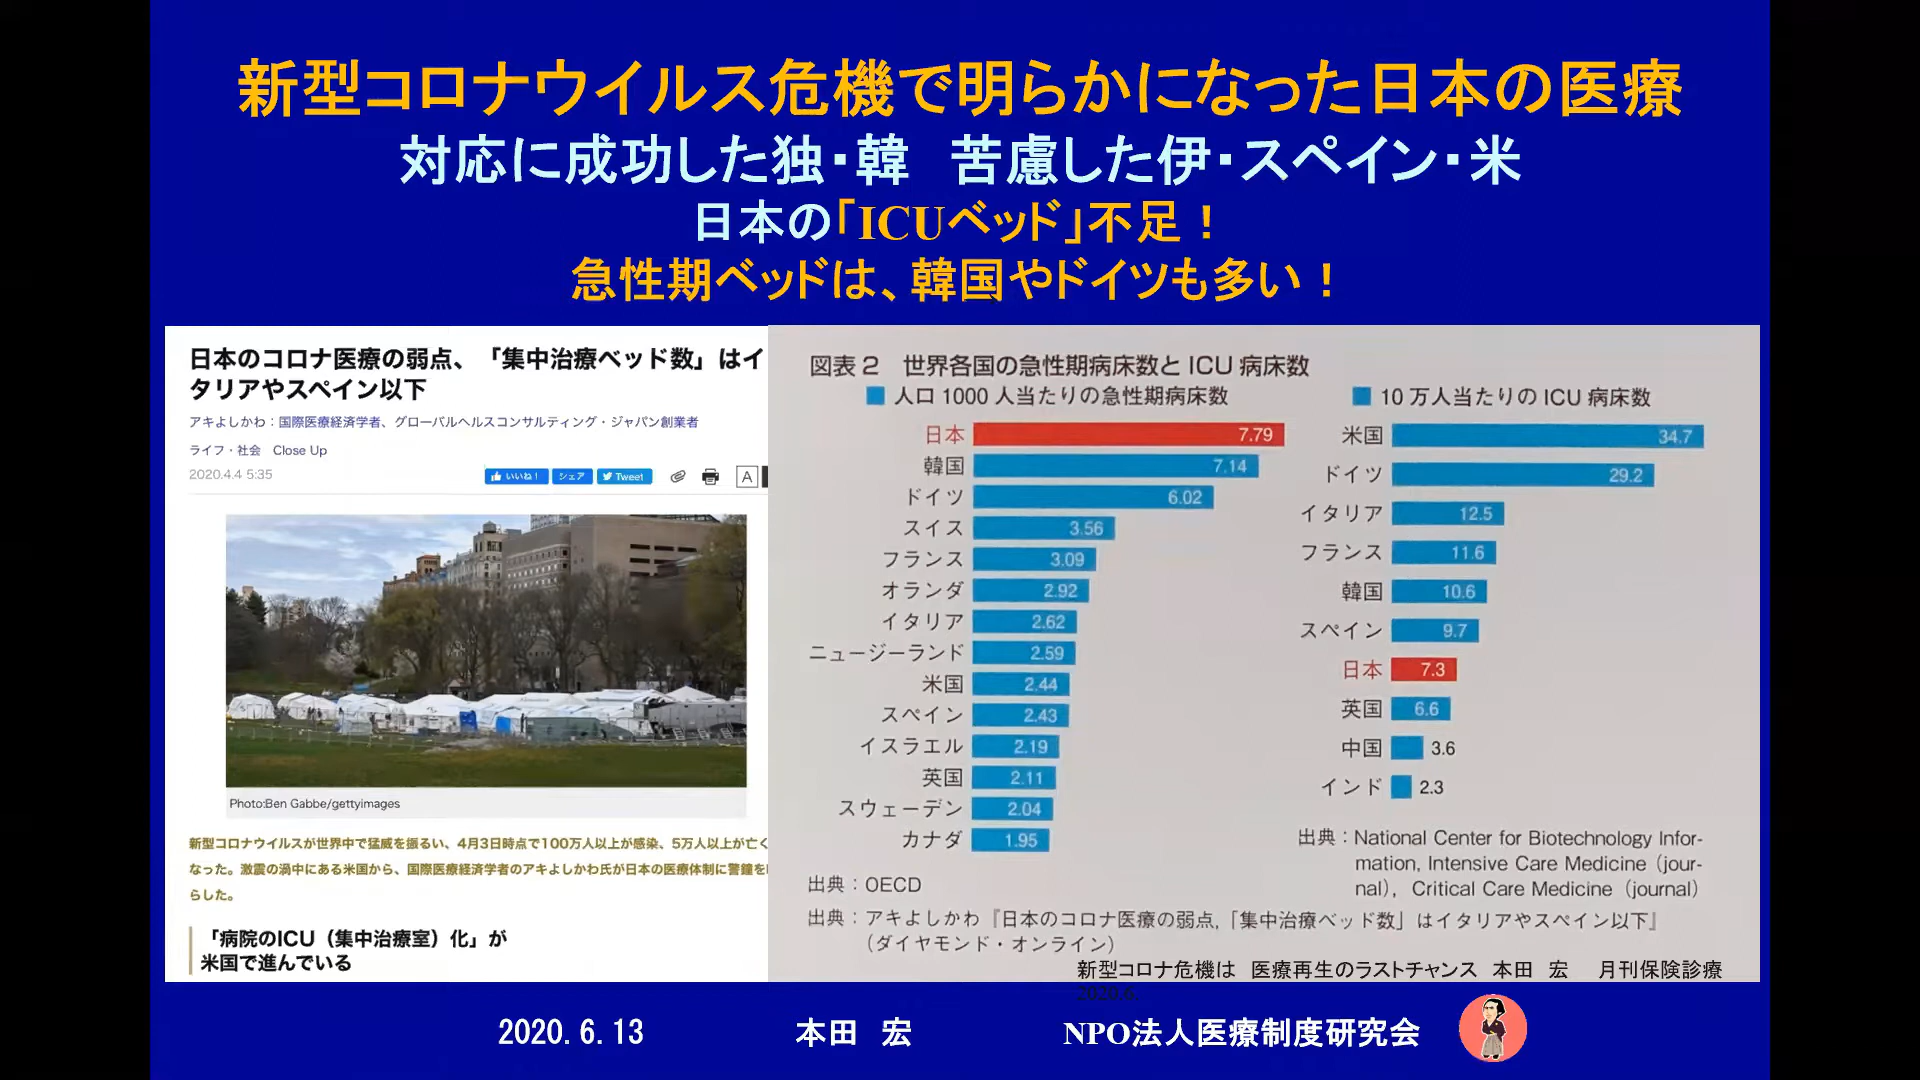 新型コロナウイルス危機で明らかになった日本の医療
対応に成功した独・韓　苦慮した伊・スペイン・米
日本の「ICUベッド」不足！
急性期ベッドは、韓国やドイツも多い！
日本のコロナ医療の弱点、「集中治療ベッド数」はイ
タリアやスペイン以下
アキよしかわ：国際医療経済学者、グローバルヘルスコンサルティング・ジャパン創業者
ライフ・社会　Close Up
2020.4.4 5:35
いいね！ シェア Tweet A
Photo:Ben Gabbe/gettyimages
新型コロナウイルスが世界中で猛威を振るい、4月3日時点で100万人以上が感染、5万人以上が亡く
なった。激震の渦中にある米国から、国際医療経済学者のアキよしかわ氏が日本の医療体制に警鐘を
らした。
「病院のICU（集中治療室）化」が
米国で進んでいる
図表2　世界各国の急性期病床数とICU病床数
人口1000人当たりの急性期病床数
日本 7.79
韓国 7.14
ドイツ 6.02
スイス 3.56
フランス 3.09
オランダ 2.92
イタリア 2.62
ニュージーランド 2.59
米国 2.44
スペイン 2.43
イスラエル 2.19
英国 2.11
スウェーデン 2.04
カナダ 1.95
出典：OECD
10万人当たりのICU病床数
米国 34.7
ドイツ 29.2
イタリア 12.5
フランス 11.6
韓国 10.6
スペイン 9.7
日本 7.3
英国 6.6
中国 3.6
インド 2.3
出典：National Center for Biotechnology Infor-
mation, Intensive Care Medicine（jour-
nal），Critical Care Medicine（journal）
出典：アキよしかわ『日本のコロナ医療の弱点,「集中治療ベッド数」はイタリアやスペイン以下』
（ダイヤモンド・オンライン）
新型コロナ危機は　医療再生のラストチャンス　本田　宏　月刊保険診療
2020.6.
2020.6.13　本田　宏　NPO法人医療制度研究会